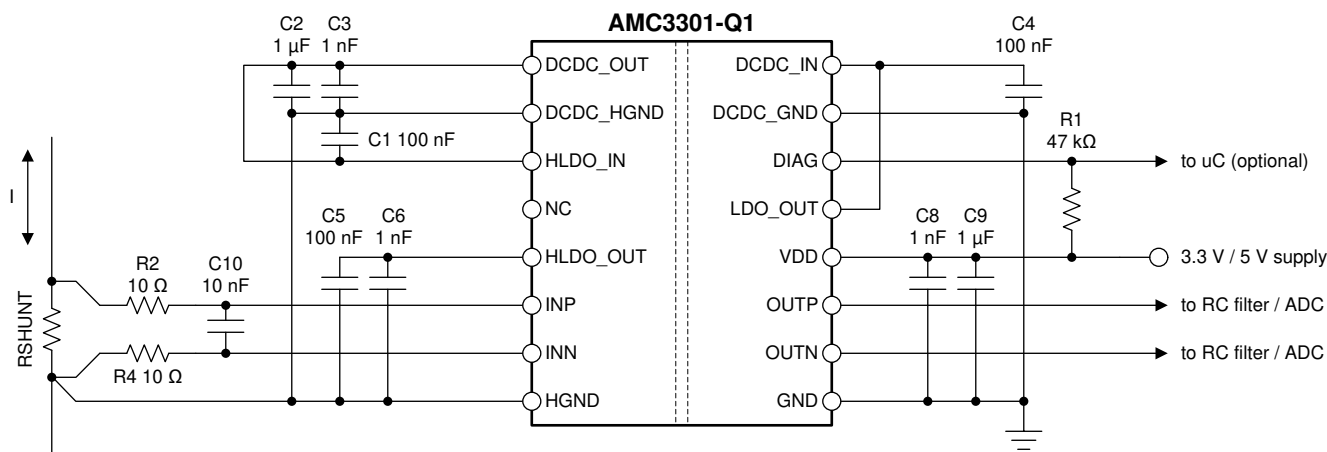 AMC3301-Q1
C2
1 µF
C3
1 nF
C4
100 nF
DCDC_OUT
DCDC_IN
DCDC_HGND
DCDC_GND
C1 100 nF
R1
47 kΩ
HLDO_IN
DIAG
to uC (optional)
I
NC
LDO_OUT
C5
100 nF
C6
1 nF
C8
1 nF
C9
1 µF
HLDO_OUT
VDD
3.3 V / 5 V supply
R2
10 Ω
C10
10 nF
INP
OUTP
to RC filter / ADC
RSHUNT
INN
OUTN
to RC filter / ADC
R4 10 Ω
HGND
GND